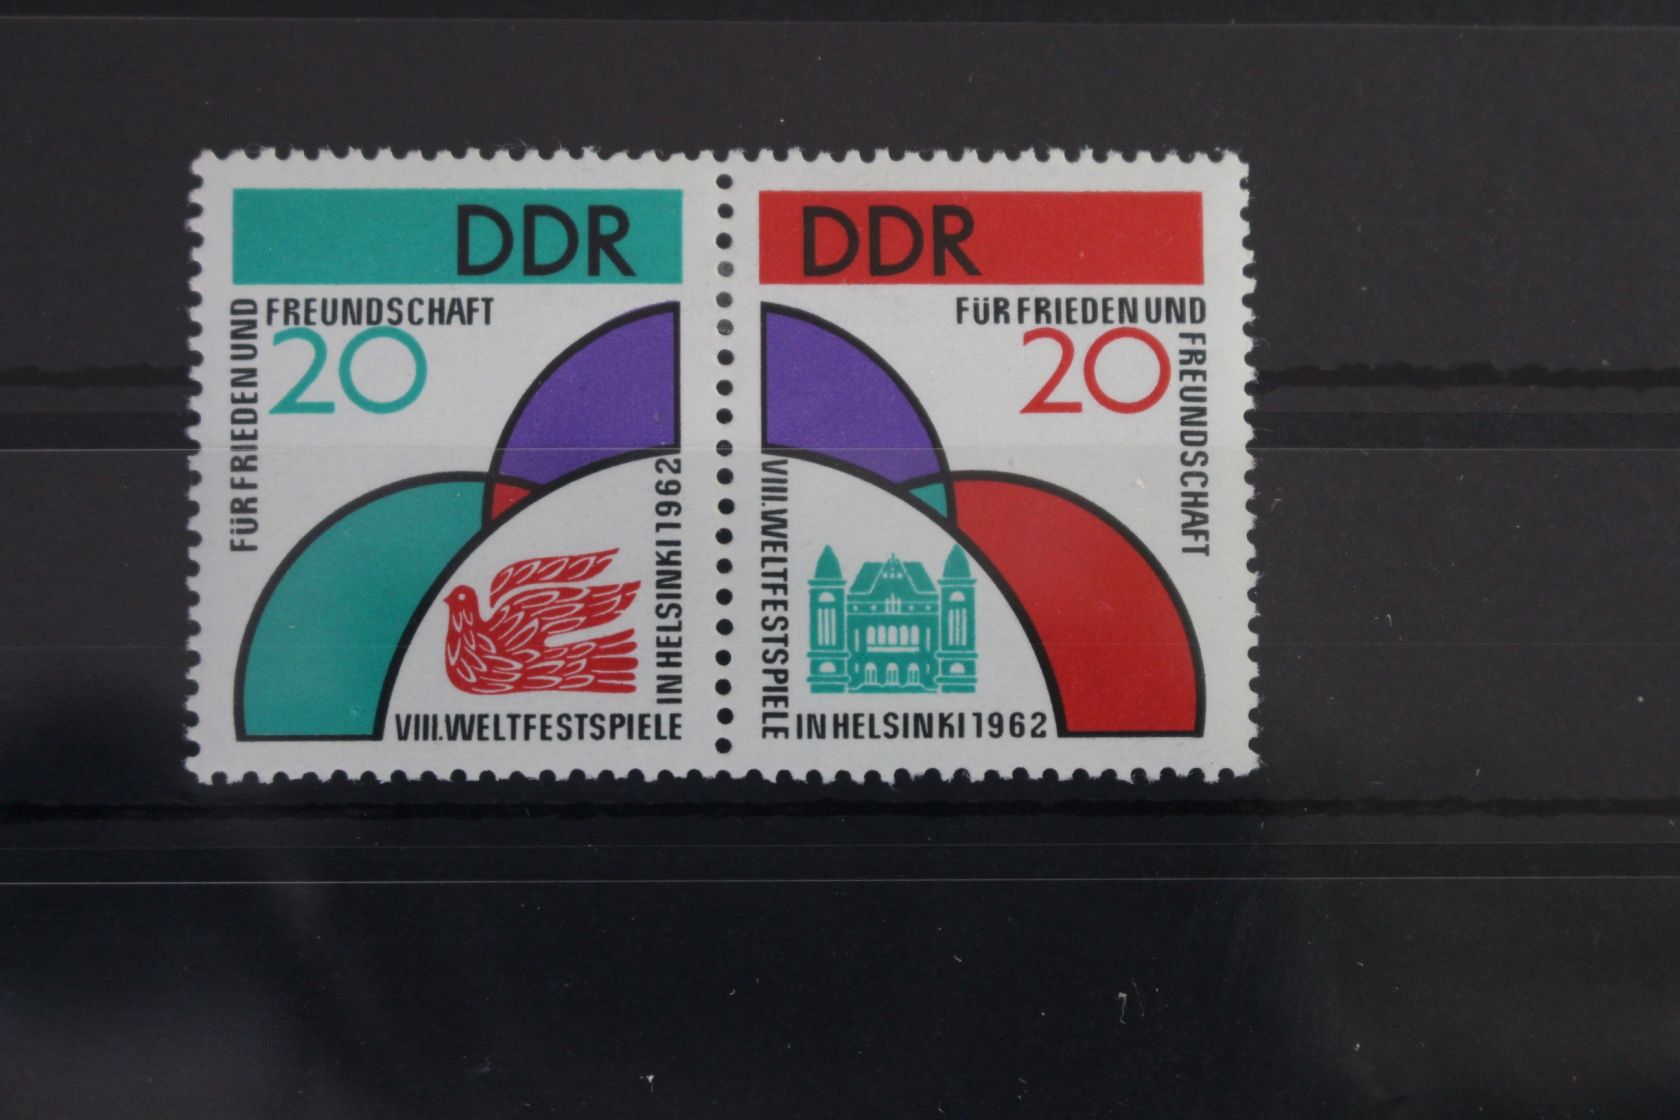 DDR
FÜR FRIEDEN UND
FREUNDSCHAFT
20
VIII. WELTFESTSPIELE
IN HELSINKI 1962
DDR
FÜR FRIEDEN UND
FREUNDSCHAFT
20
VIII. WELTFESTSPIELE
IN HELSINKI 1962